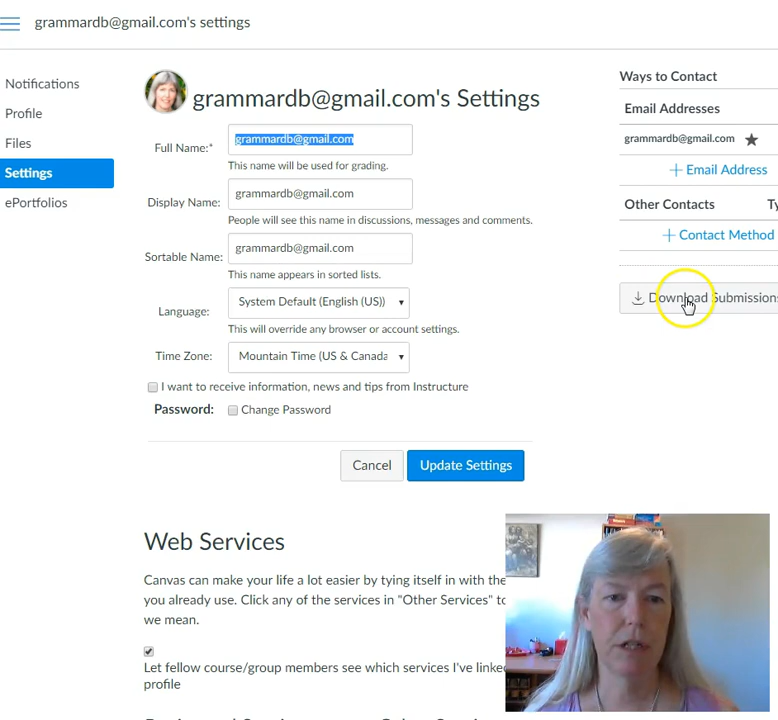 grammardb@gmail.com's settings
Notifications
Profile
Files
Settings
ePortfolios
grammardb@gmail.com's Settings
Full Name:* grammardb@gmail.com
This name will be used for grading.
Display Name: grammardb@gmail.com
People will see this name in discussions, messages and comments.
Sortable Name: grammardb@gmail.com
This name appears in sorted lists.
Language: System Default (English (US))
This will override any browser or account settings.
Time Zone: Mountain Time (US & Canada
I want to receive information, news and tips from Instructure
Password: Change Password
Cancel Update Settings
Web Services
Canvas can make your life a lot easier by tying itself in with the
you already use. Click any of the services in "Other Services" to
we mean.
Let fellow course/group members see which services I've linked
profile
Ways to Contact
Email Addresses
grammardb@gmail.com
Email Address
Other Contacts Ty
Contact Method
Download Submissions